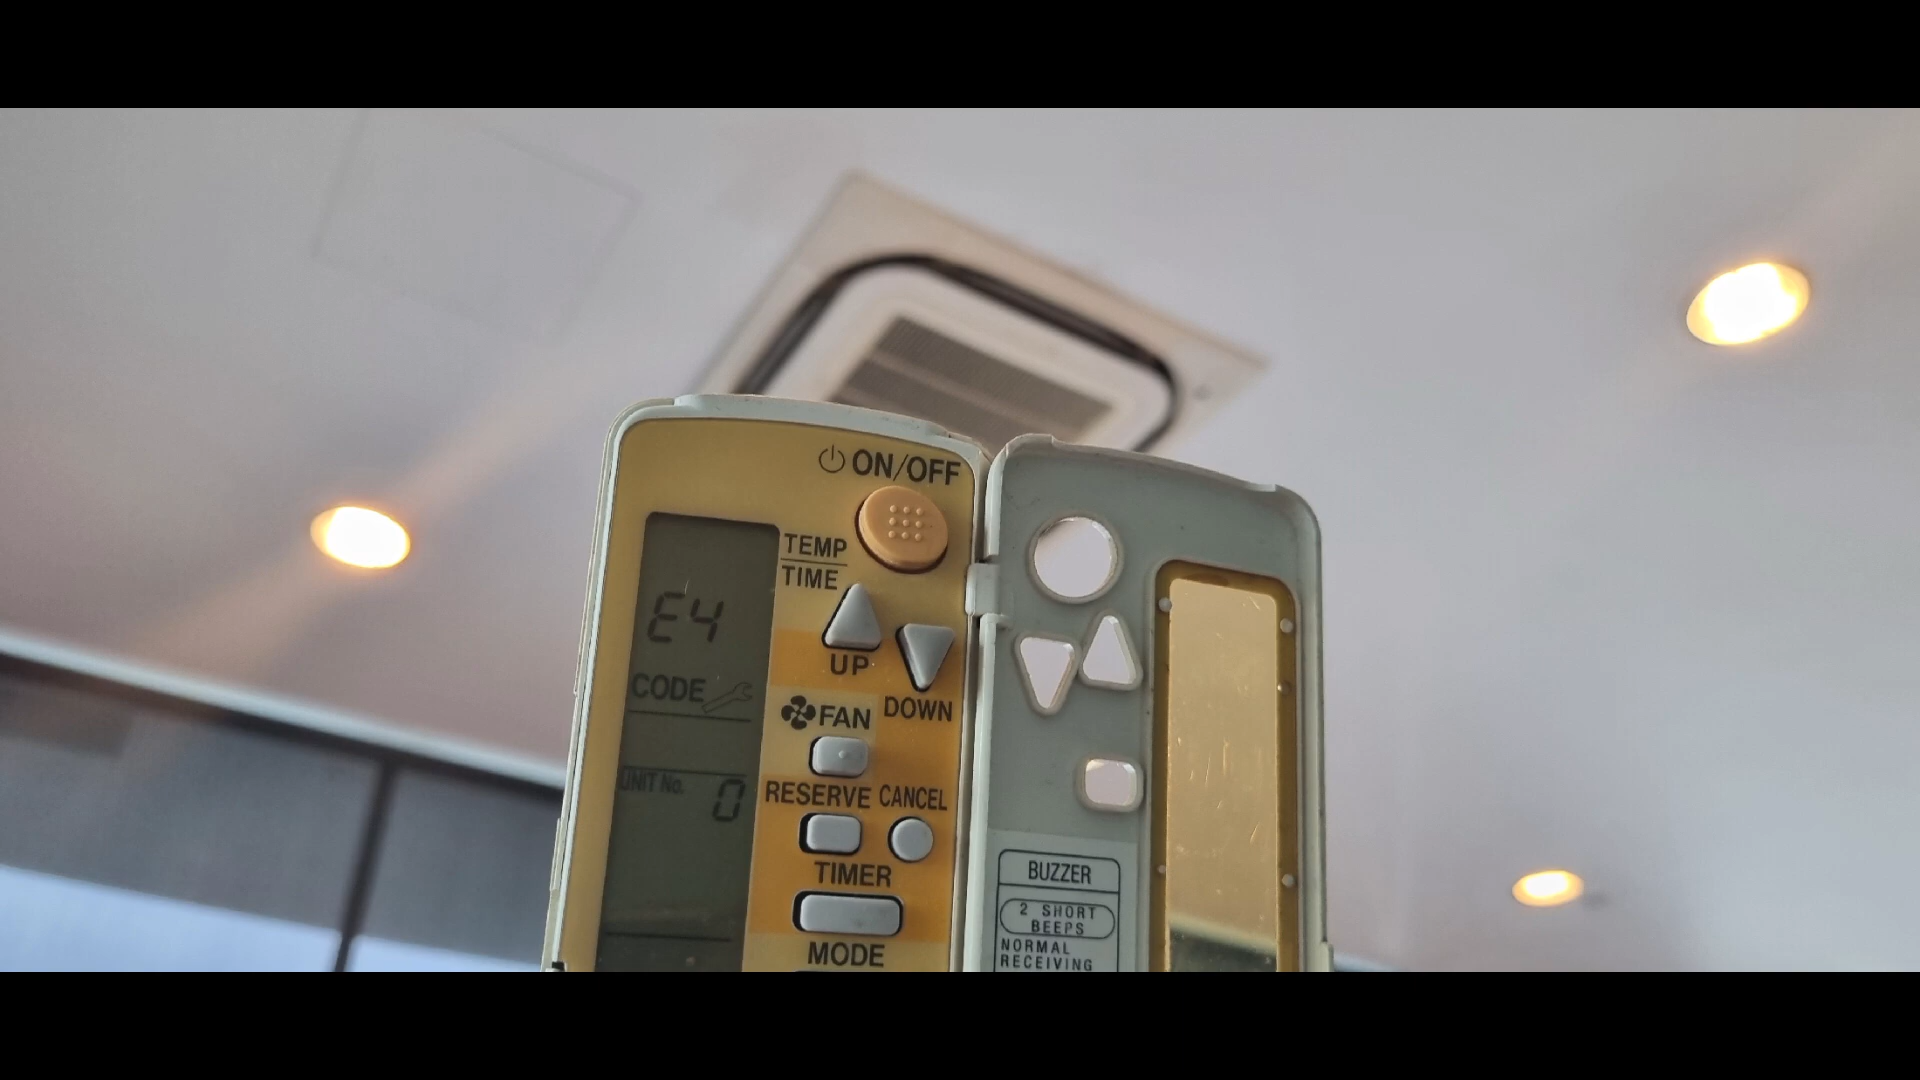 ON/OFF
TEMP
TIME
E4
UP
CODE
DOWN
FAN
UNIT No.
0
RESERVE CANCEL
TIMER
MODE
BUZZER
2 SHORT
BEEPS
NORMAL
RECEIVING